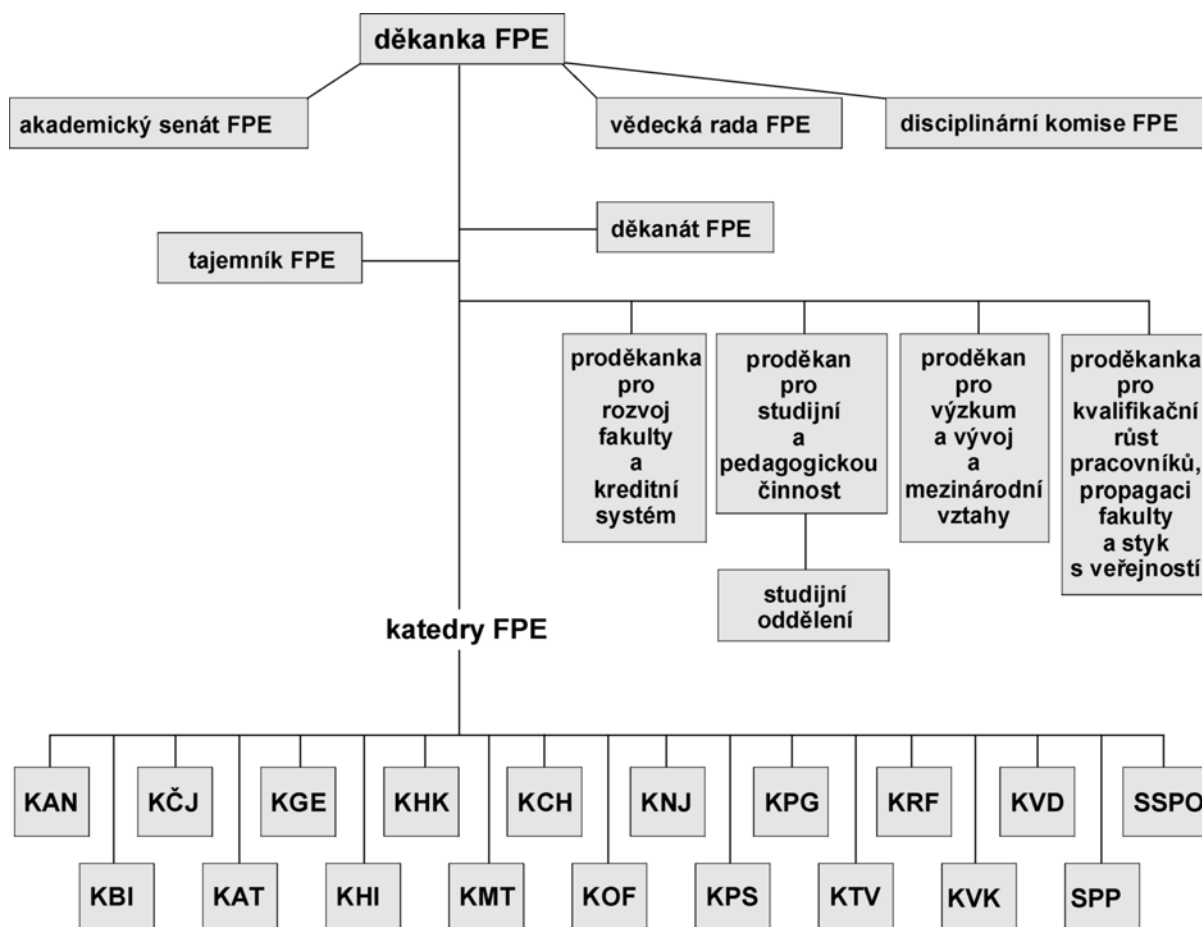 děkanka FPE
akademický senát FPE
vědecká rada FPE
disciplinární komise FPE
děkanát FPE
tajemník FPE
proděkanka
pro
rozvoj
fakulty
a
kreditní
systém
proděkan
pro
studijní
a
pedagogickou
činnost
proděkan
pro
výzkum
a vývoj
a
mezinárodní
vztahy
proděkanka
pro
kvalifikační
růst
pracovníků,
propagaci
fakulty
a styk
s veřejností
studijní
oddělení
katedry FPE
KAN
KČJ
KGE
KHK
KCH
KNJ
KPG
KRF
KVD
SSPO
KBI
KAT
KHI
KMT
KOF
KPS
KTV
KVK
SPP